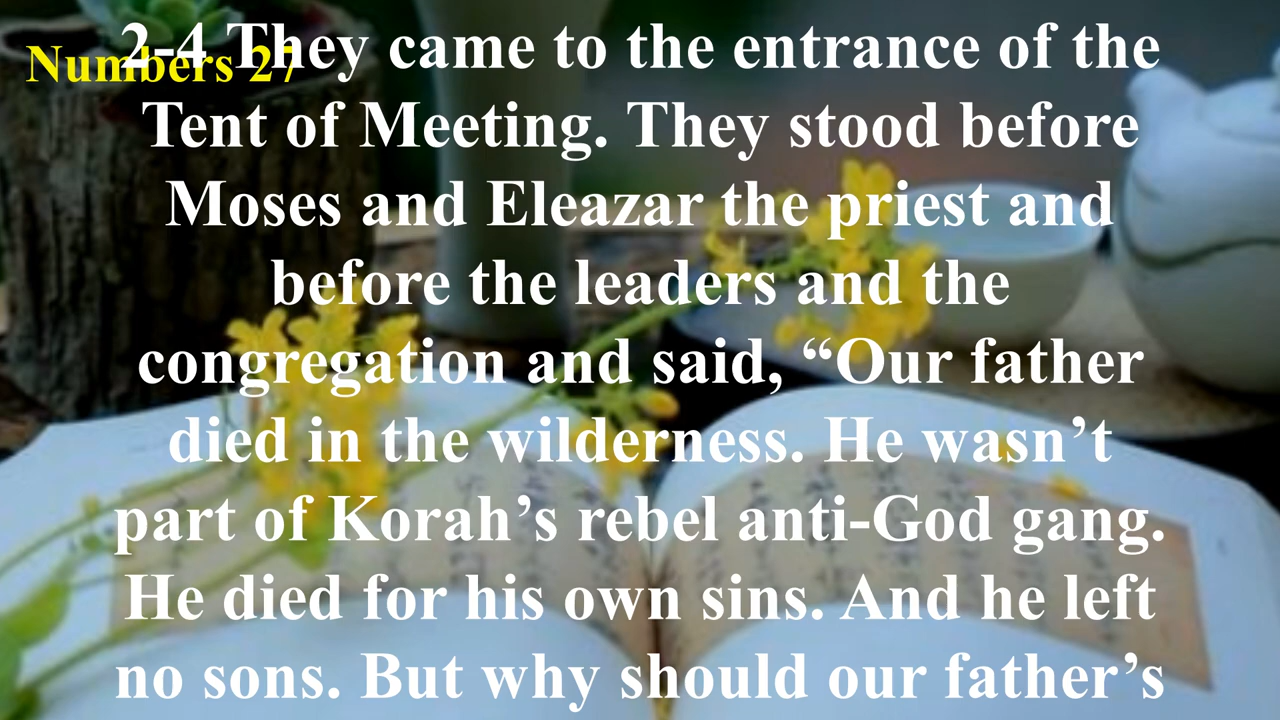 Numbers 27
2-4 They came to the entrance of the
Tent of Meeting. They stood before
Moses and Eleazar the priest and
before the leaders and the
congregation and said, “Our father
died in the wilderness. He wasn’t
part of Korah’s rebel anti-God gang.
He died for his own sins. And he left
no sons. But why should our father’s